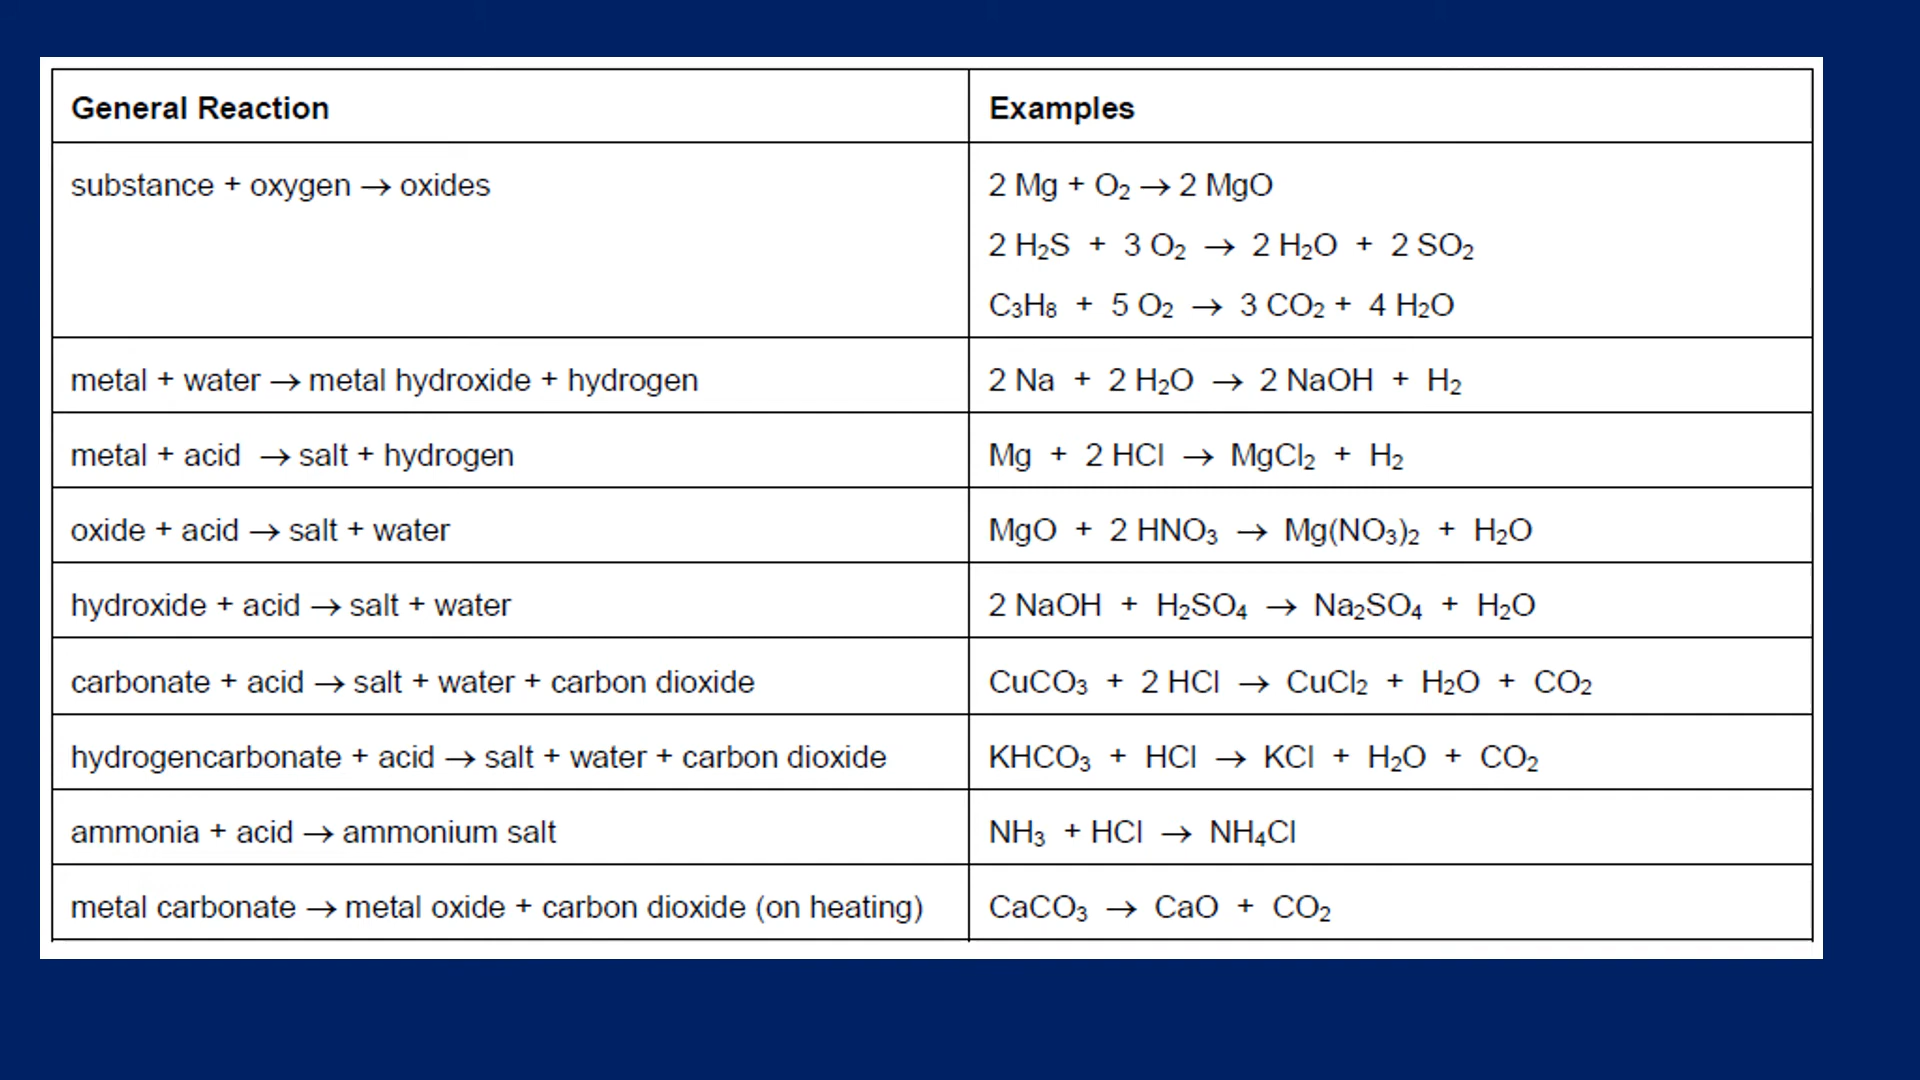 General Reaction
Examples
substance + oxygen → oxides
2 Mg + O₂ → 2 MgO
2 H₂S + 3 O₂ → 2 H₂O + 2 SO₂
C₃H₈ + 5 O₂ → 3 CO₂ + 4 H₂O
metal + water → metal hydroxide + hydrogen
2 Na + 2 H₂O → 2 NaOH + H₂
metal + acid → salt + hydrogen
Mg + 2 HCl → MgCl₂ + H₂
oxide + acid → salt + water
MgO + 2 HNO₃ → Mg(NO₃)₂ + H₂O
hydroxide + acid → salt + water
2 NaOH + H₂SO₄ → Na₂SO₄ + H₂O
carbonate + acid → salt + water + carbon dioxide
CuCO₃ + 2 HCl → CuCl₂ + H₂O + CO₂
hydrogencarbonate + acid → salt + water + carbon dioxide
KHCO₃ + HCl → KCl + H₂O + CO₂
ammonia + acid → ammonium salt
NH₃ + HCl → NH₄Cl
metal carbonate → metal oxide + carbon dioxide (on heating)
CaCO₃ → CaO + CO₂